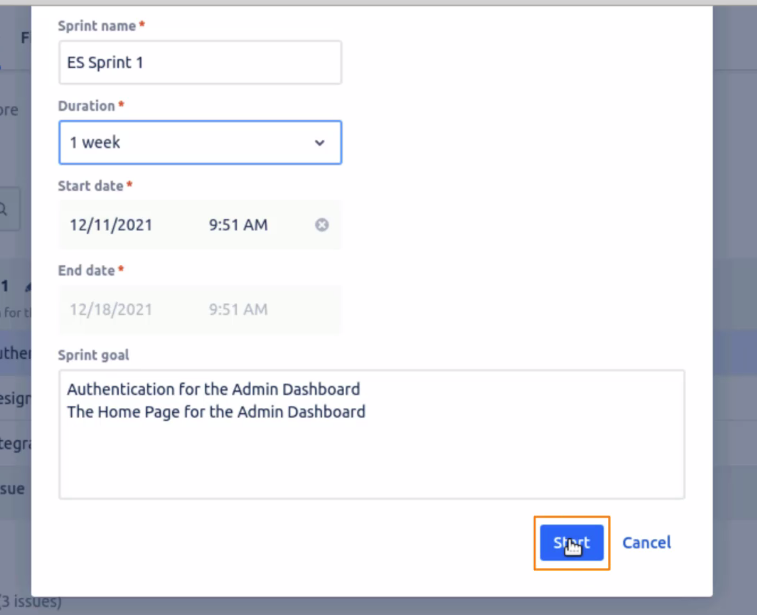 Sprint name*
F
ES Sprint 1
Duration*
ore
1 week
Start date*
12/11/2021 9:51 AM
End date*
1
for t
12/18/2021 9:51 AM
uther
Sprint goal
Authentication for the Admin Dashboard
esign
The Home Page for the Admin Dashboard
tegra
sue
Start Cancel
(3 issues)